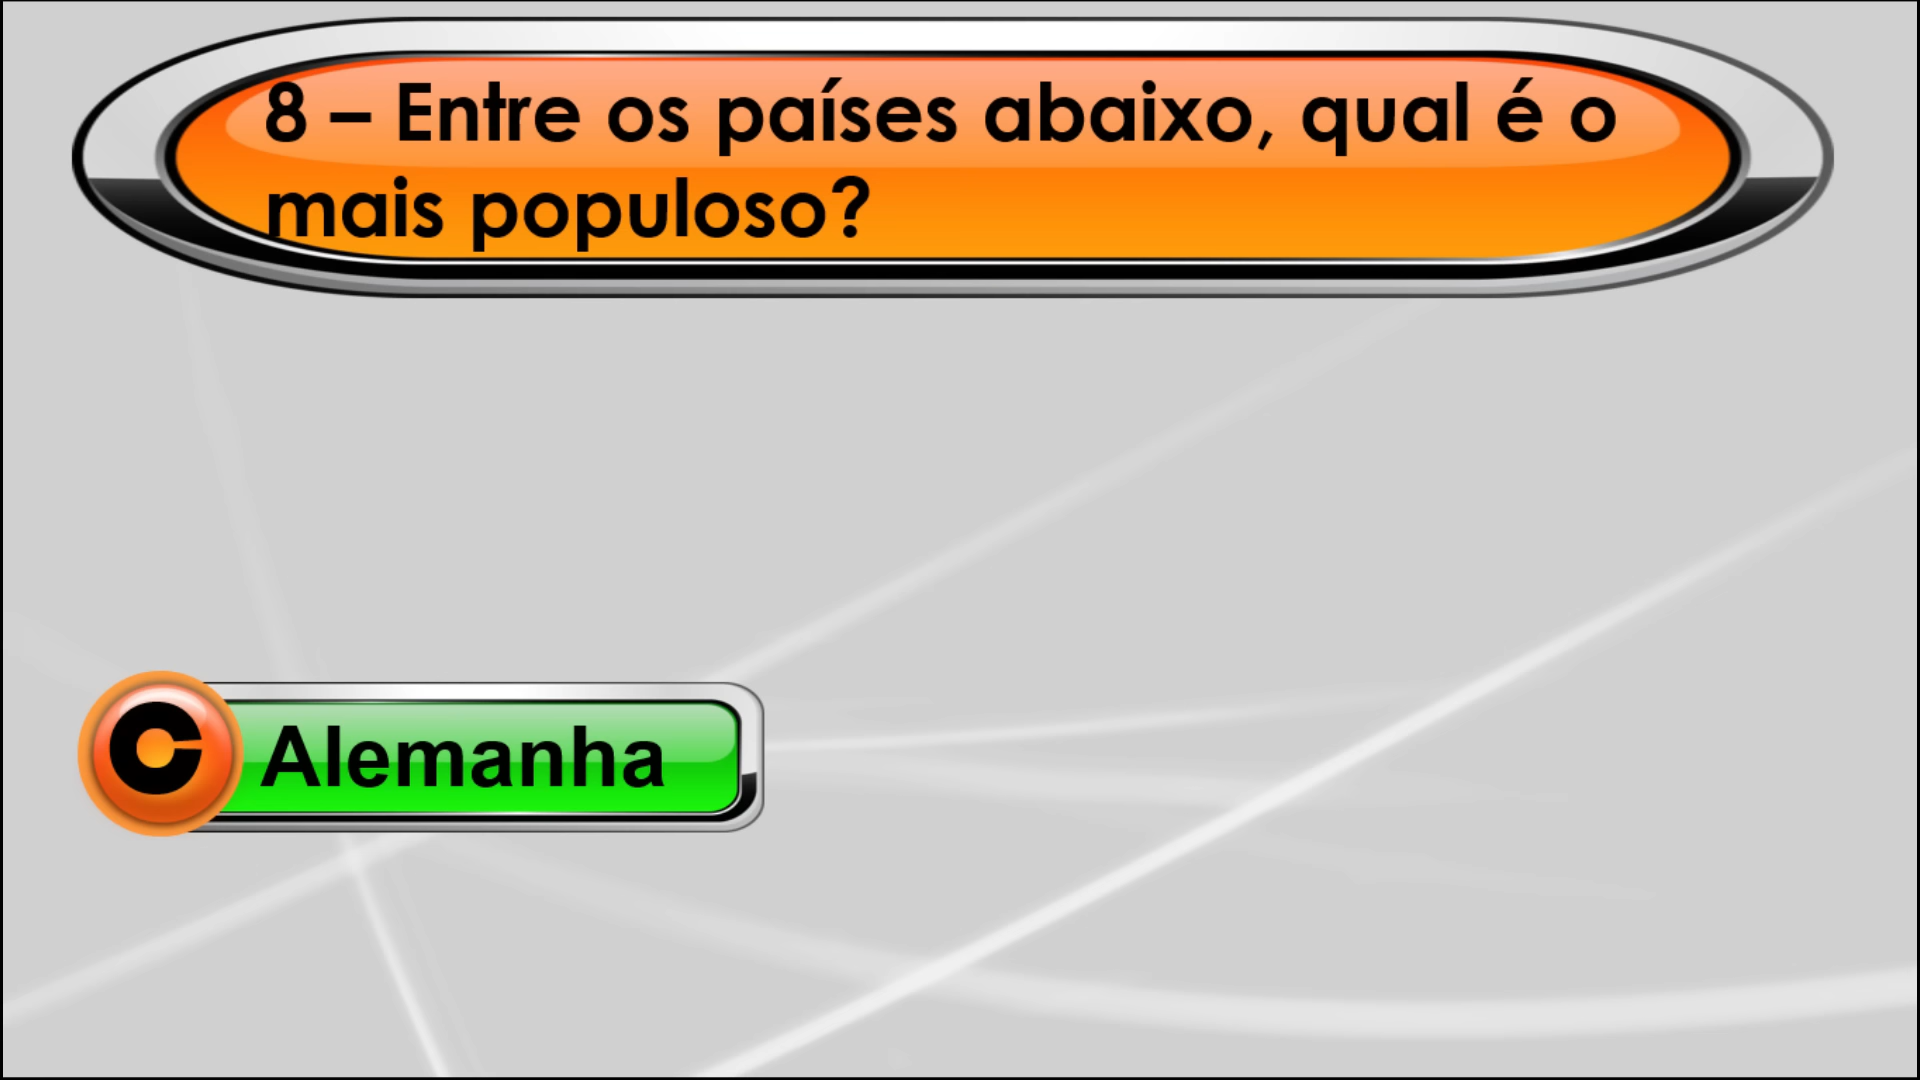 8 – Entre os países abaixo, qual é o
mais populoso?
C Alemanha